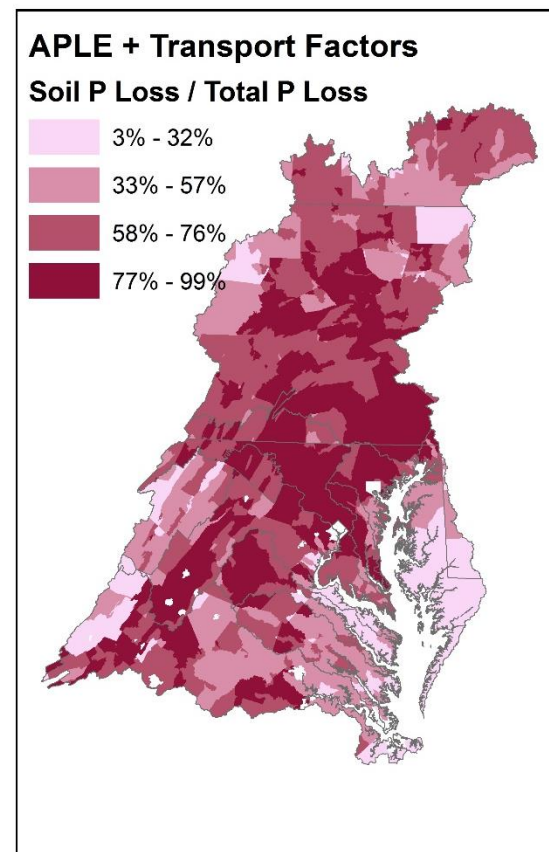 APLE + Transport Factors
Soil P Loss / Total P Loss
3% - 32%
33% - 57%
58% - 76%
77% - 99%